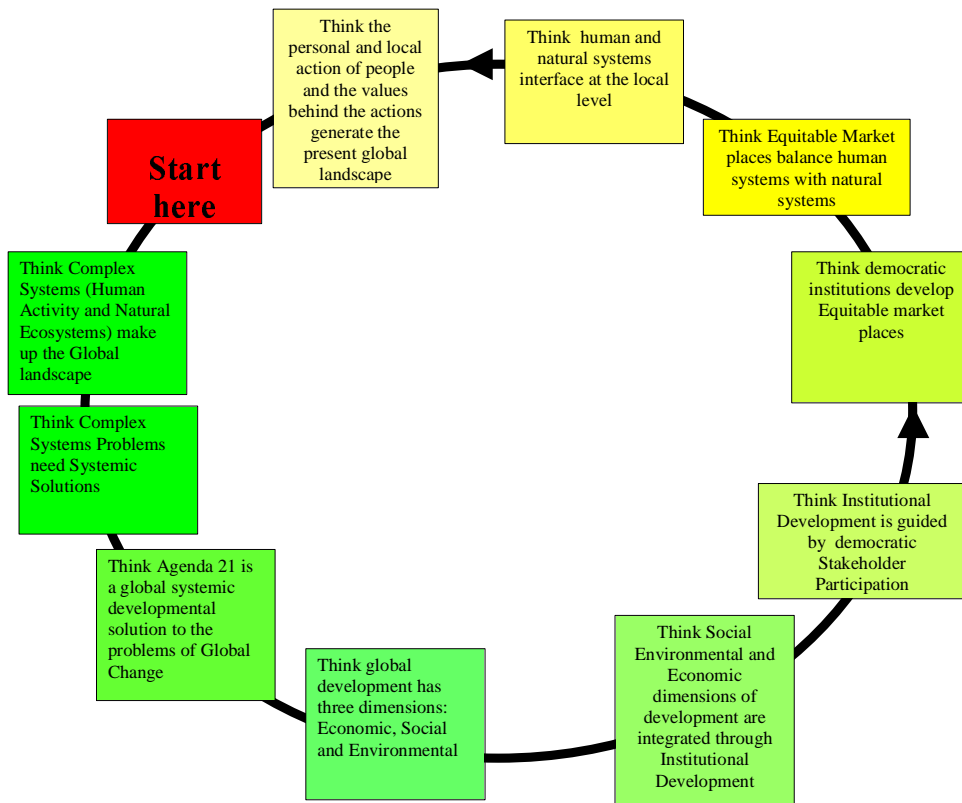 Start
here
Think Complex
Systems (Human
Activity and Natural
Ecosystems) make
up the Global
landscape
Think Complex
Systems Problems
need Systemic
Solutions
Think Agenda 21 is
a global systemic
developmental
solution to the
problems of Global
Change
Think global
development has
three dimensions:
Economic, Social
and Environmental
Think Social
Environmental and
Economic
dimensions of
development are
integrated through
Institutional
Development
Think Institutional
Development is guided
by democratic
Stakeholder
Participation
Think democratic
institutions develop
Equitable market
places
Think Equitable Market
places balance human
systems with natural
systems
Think human and
natural systems
interface at the local
level
Think the
personal and local
action of people
and the values
behind the actions
generate the
present global
landscape